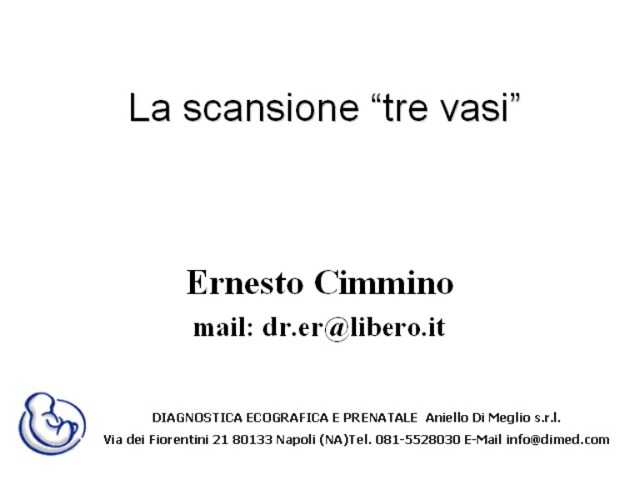 La scansione “tre vasi”
Ernesto Cimmino
mail: dr.er@libero.it
DIAGNOSTICA ECOGRAFICA E PRENATALE Aniello Di Meglio s.r.l.
Via dei Fiorentini 21 80133 Napoli (NA)Tel. 081-5528030 E-Mail info@dimed.com